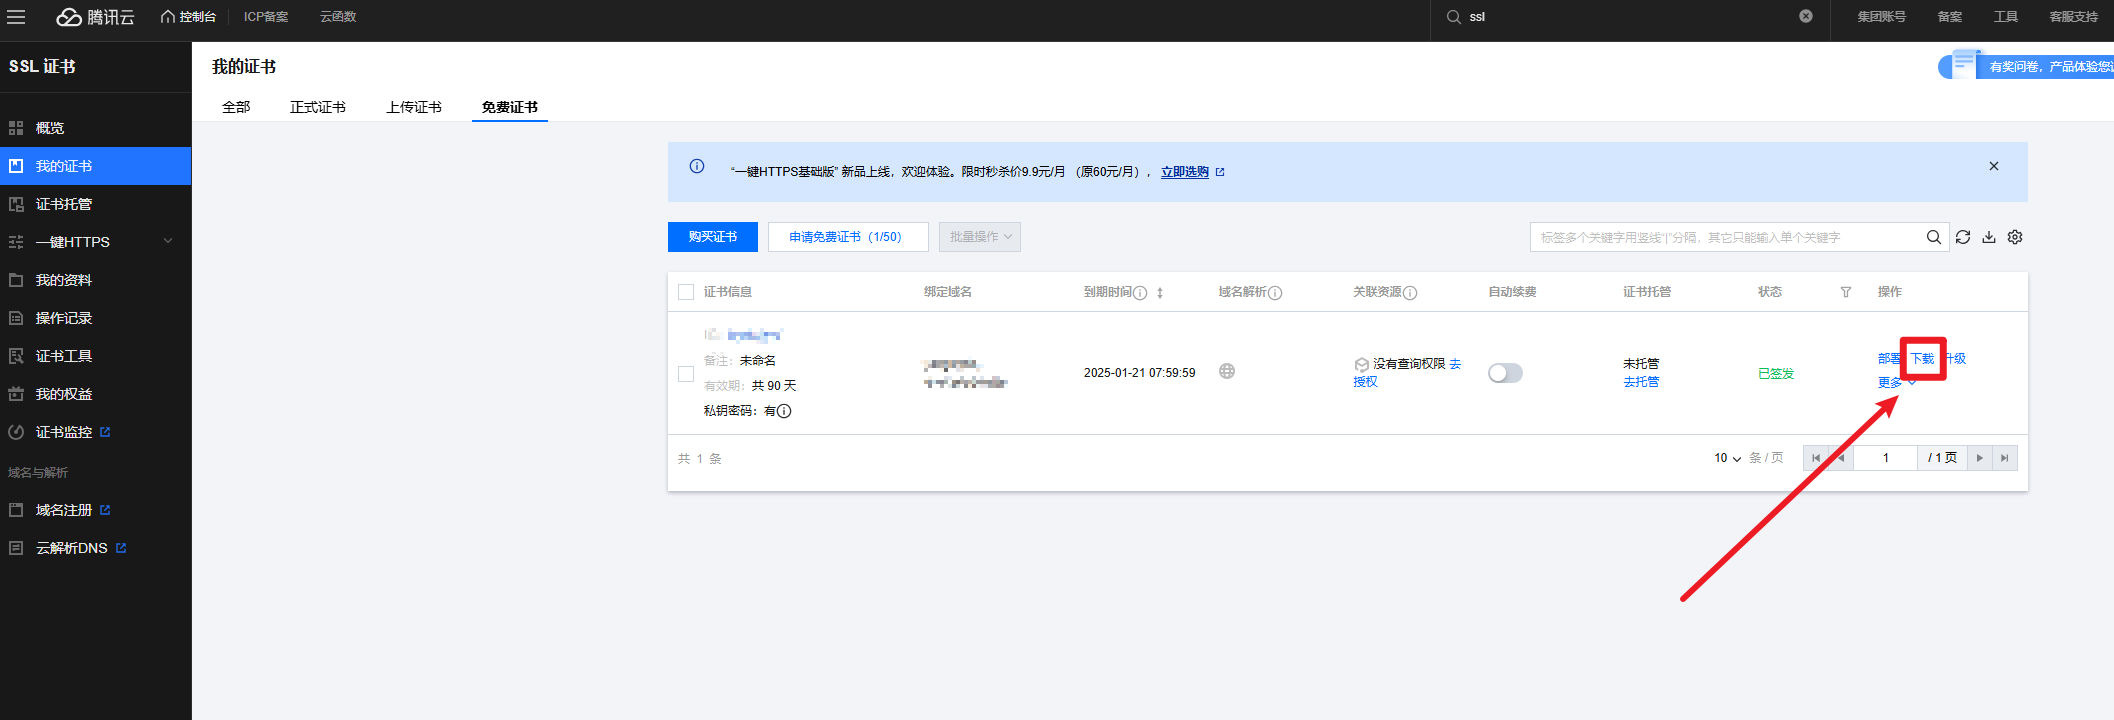 腾讯云 控制台 ICP备案 云函数 ssl 集团账号 备案 工具 客服支持
SSL 证书
概览
我的证书
证书托管
一键HTTPS
我的资料
操作记录
证书工具
我的权益
证书监控
域名与解析
域名注册
云解析DNS
我的证书
有奖问卷，产品体验您
全部 正式证书 上传证书 免费证书
“一键HTTPS基础版” 新品上线，欢迎体验。限时秒杀价9.9元/月 （原60元/月），立即选购
购买证书 申请免费证书（1/50） 批量操作 标签多个关键字用竖线“|”分隔，其它只能输入单个关键字
证书信息 绑定域名 到期时间 域名解析 关联资源 自动续费 证书托管 状态 操作
备注：未命名
有效期：共 90 天
私钥密码：有
2025-01-21 07:59:59
没有查询权限 去
授权
未托管
去托管
已签发
部署 下载 升级
更多
共 1 条
10 条 / 页 1 / 1 页